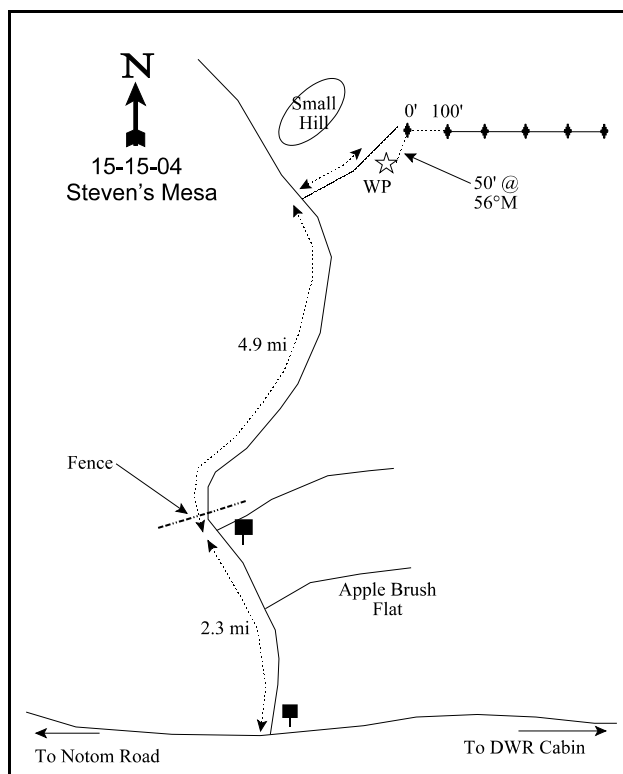 N
15-15-04
Steven's Mesa
Small
Hill
0' 100'
WP
50' @
56°M
4.9 mi
Fence
Apple Brush
Flat
2.3 mi
To Notom Road
To DWR Cabin